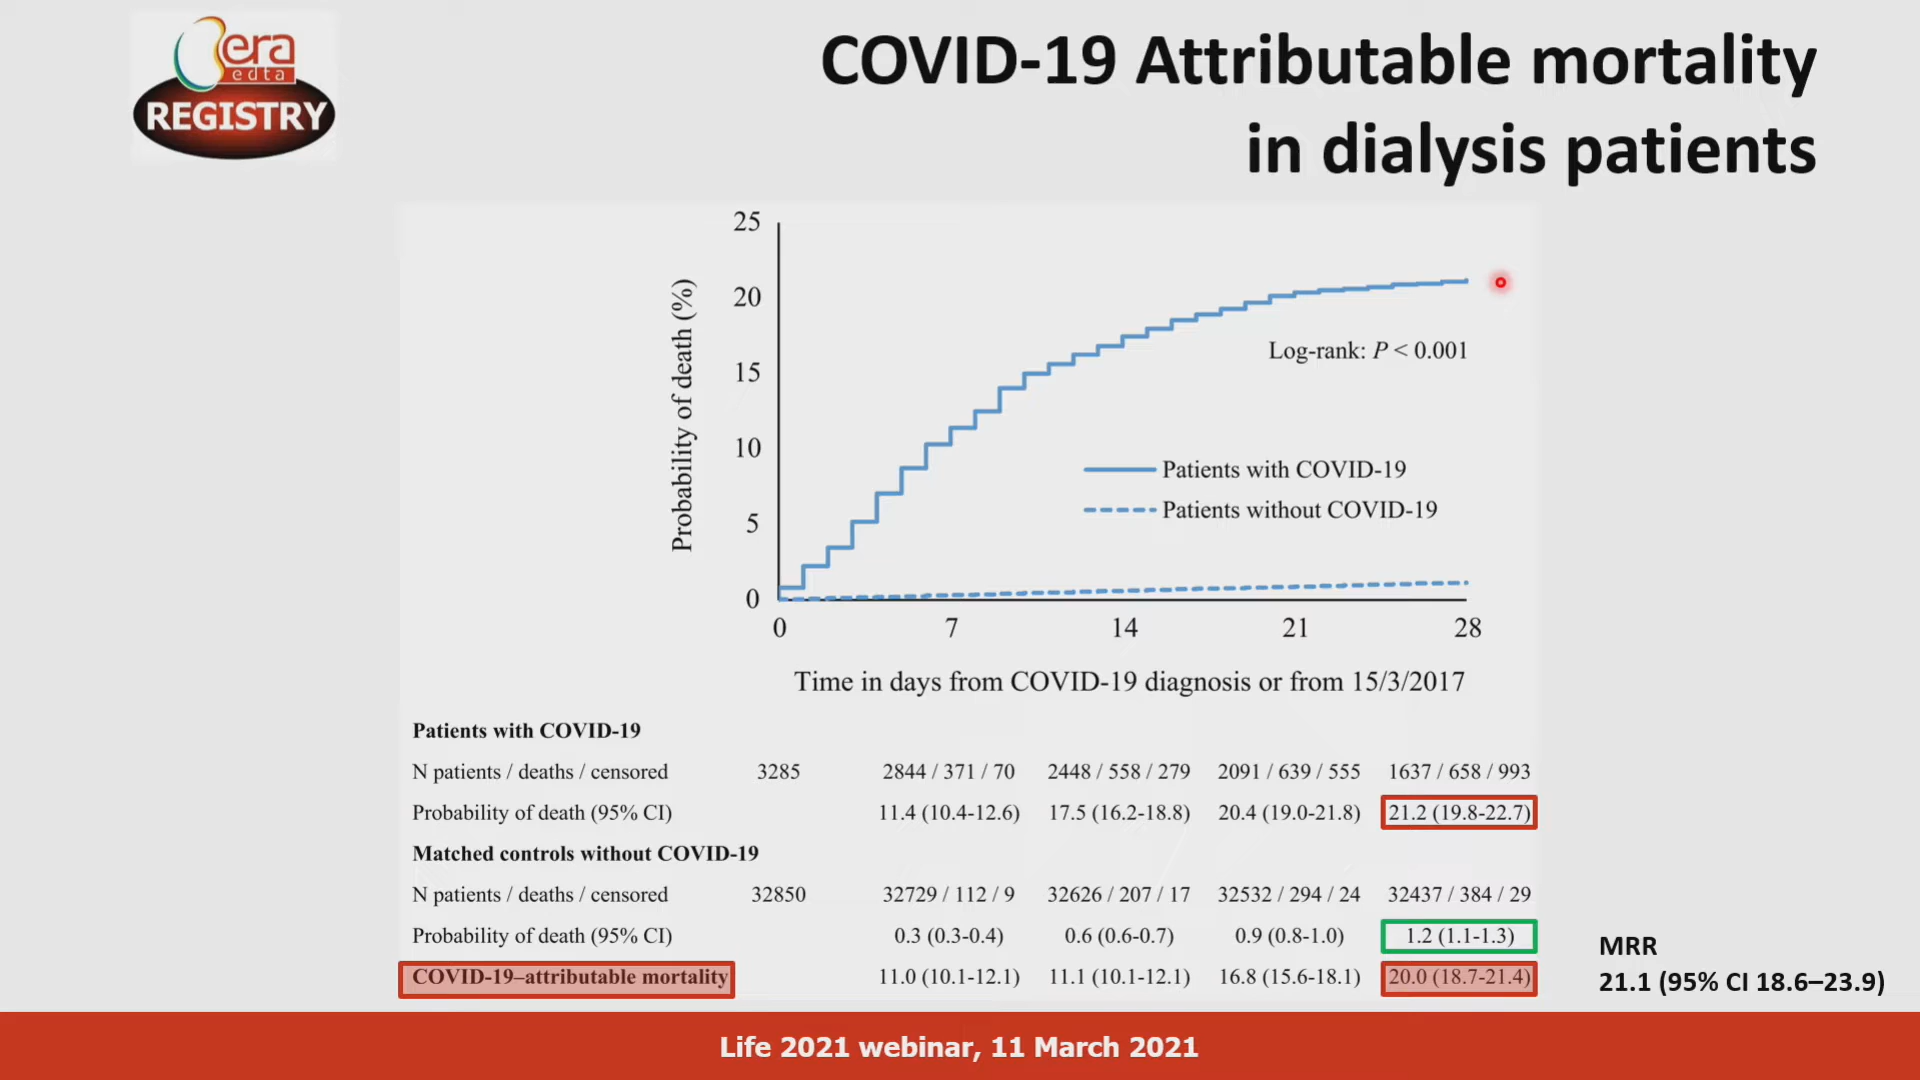 era
edta
REGISTRY
COVID-19 Attributable mortality
in dialysis patients
25
20
15
10
5
0
Probability of death (%)
Log-rank: P < 0.001
Patients with COVID-19
Patients without COVID-19
0 7 14 21 28
Time in days from COVID-19 diagnosis or from 15/3/2017
Patients with COVID-19
N patients / deaths / censored 3285 2844 / 371 / 70 2448 / 558 / 279 2091 / 639 / 555 1637 / 658 / 993
Probability of death (95% CI) 11.4 (10.4-12.6) 17.5 (16.2-18.8) 20.4 (19.0-21.8) 21.2 (19.8-22.7)
Matched controls without COVID-19
N patients / deaths / censored 32850 32729 / 112 / 9 32626 / 207 / 17 32532 / 294 / 24 32437 / 384 / 29
Probability of death (95% CI) 0.3 (0.3-0.4) 0.6 (0.6-0.7) 0.9 (0.8-1.0) 1.2 (1.1-1.3)
COVID-19–attributable mortality 11.0 (10.1-12.1) 11.1 (10.1-12.1) 16.8 (15.6-18.1) 20.0 (18.7-21.4)
MRR
21.1 (95% CI 18.6–23.9)
Life 2021 webinar, 11 March 2021